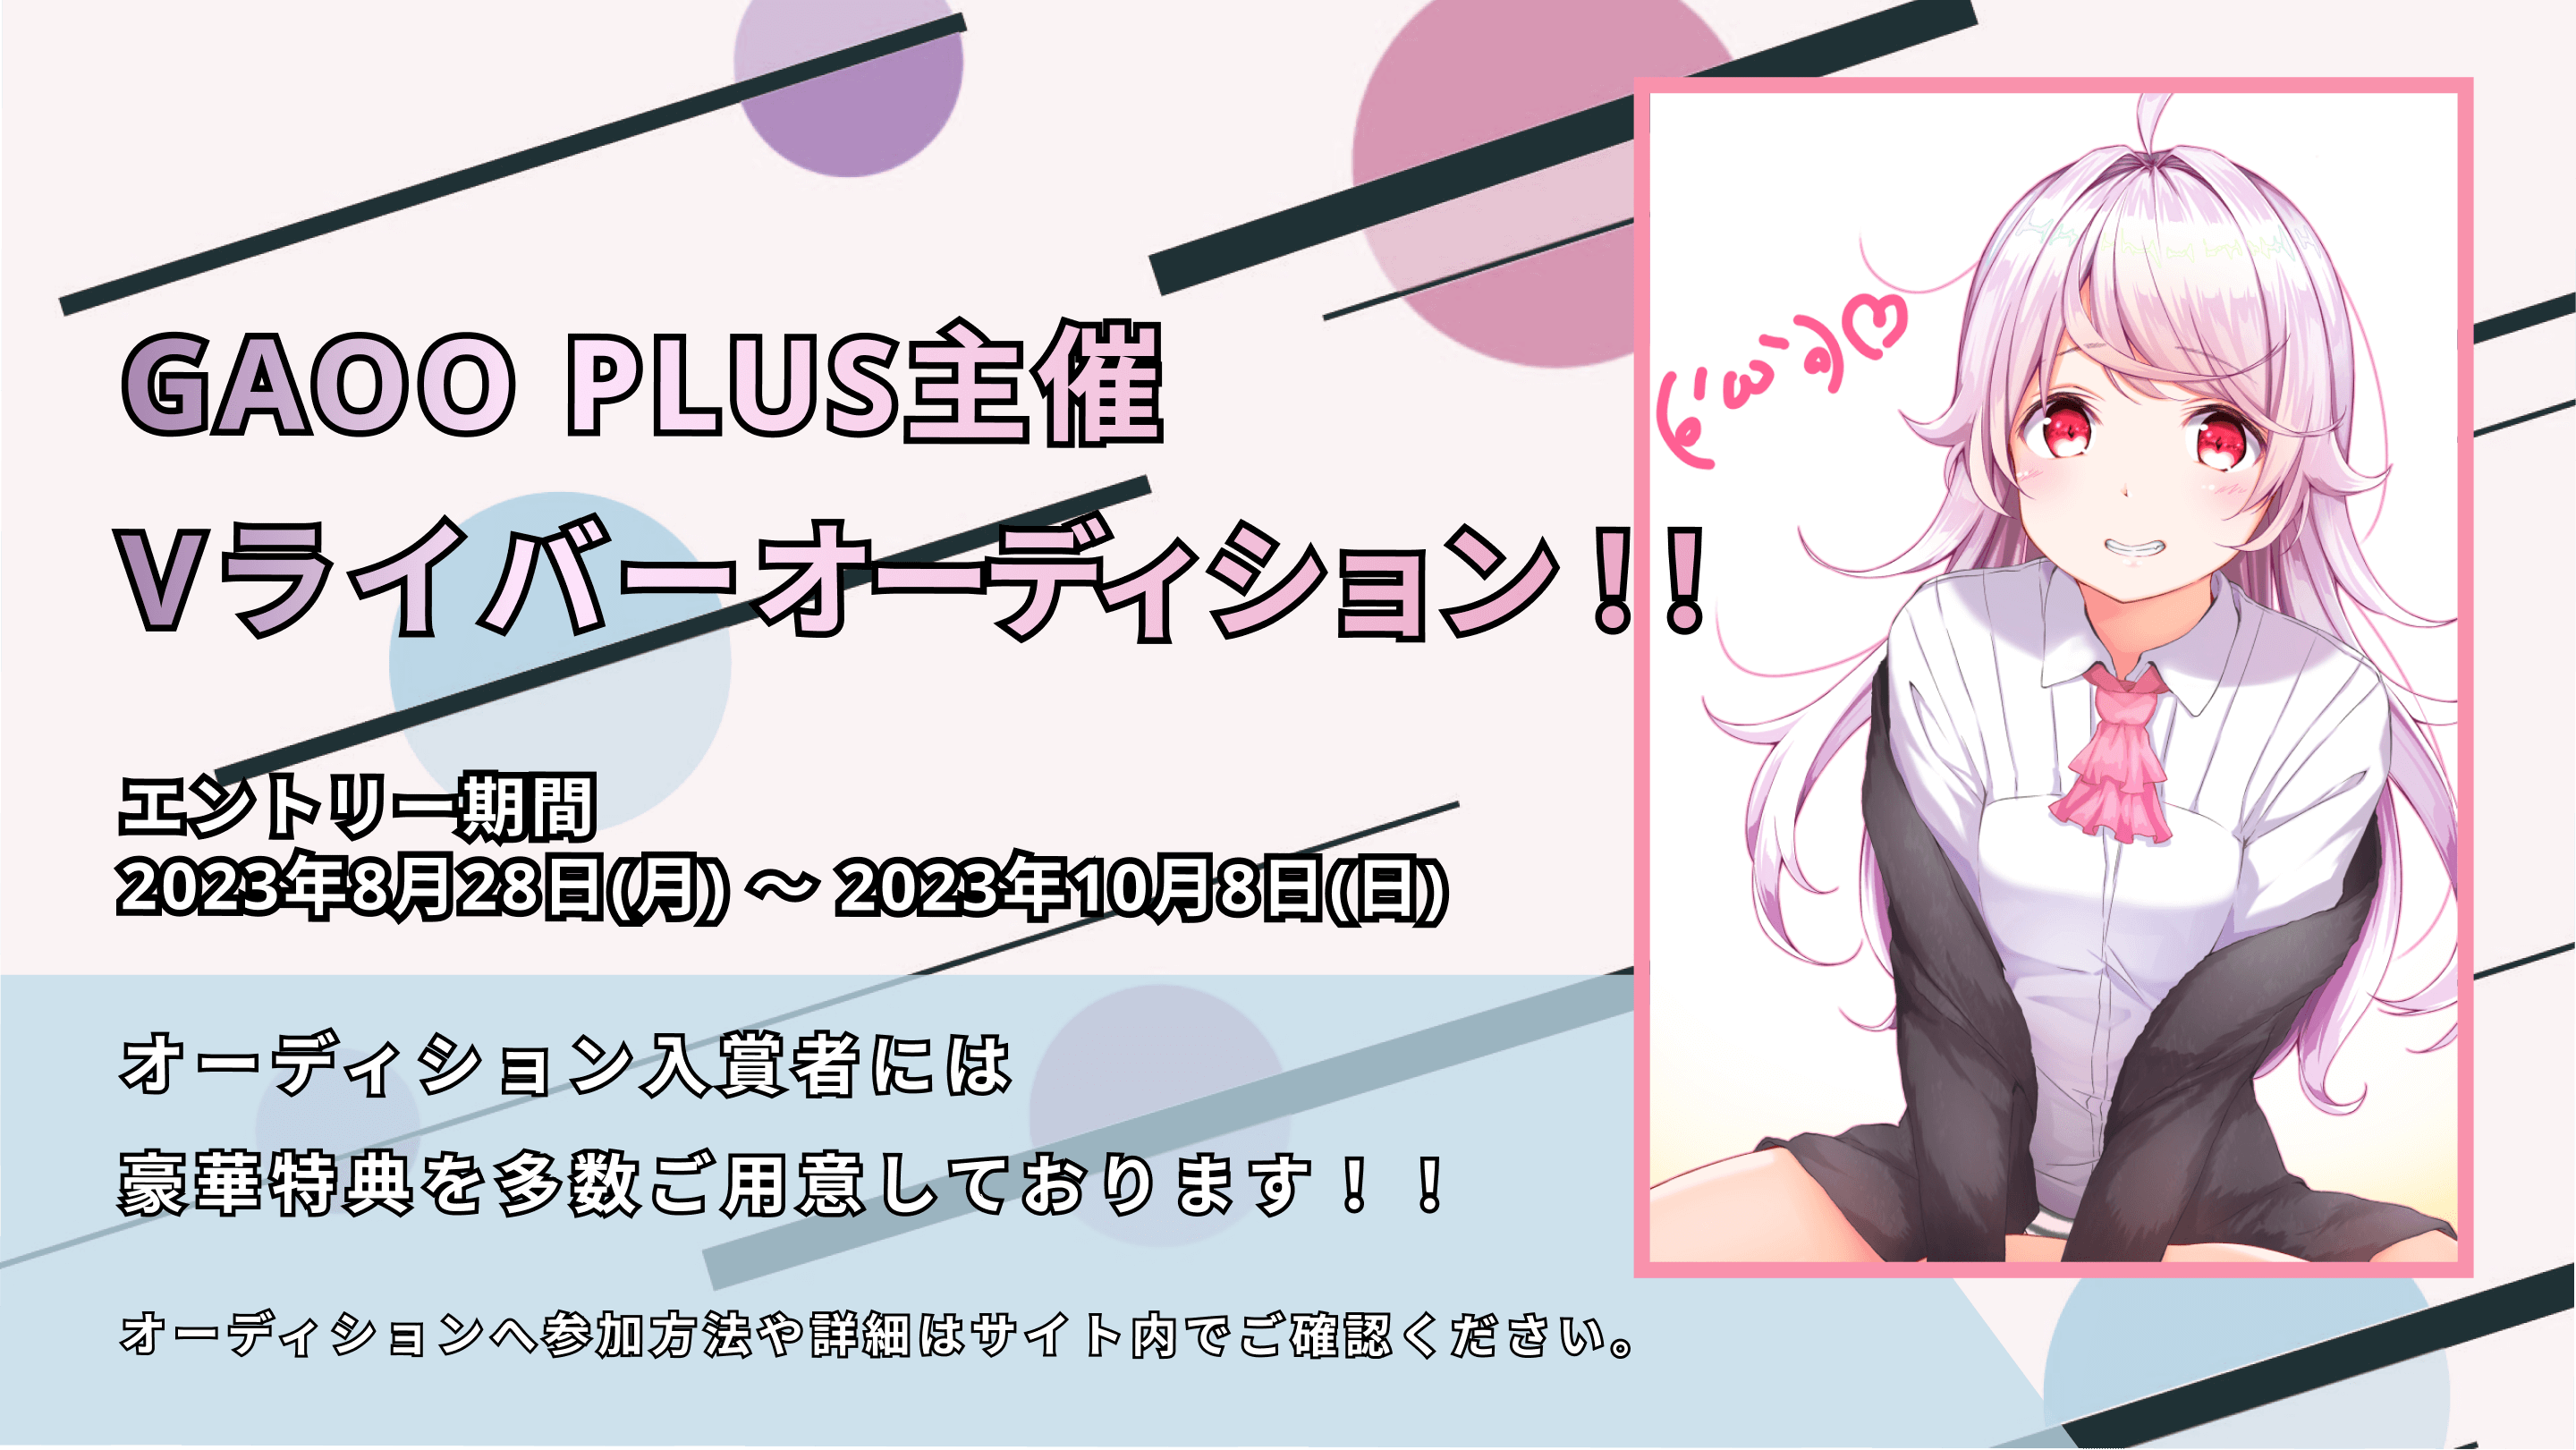 GAOO PLUS主催
Vライバーオーディション!!
エントリー期間
2023年8月28日(月) ～ 2023年10月8日(日)
オーディション入賞者には
豪華特典を多数ご用意しております！！
オーディションへ参加方法や詳細はサイト内でご確認ください。